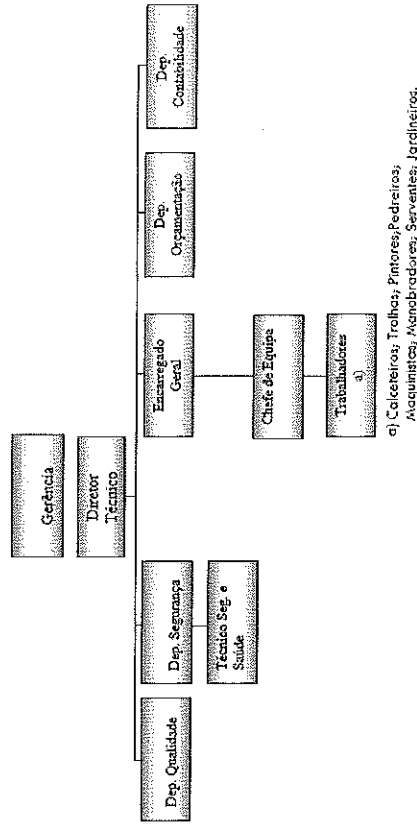 Gerência
Diretor
Técnico
Dep. Qualidade
Dep. Segurança
Encarregado
Geral
Dep.
Orçamentação
Dep.
Contabilidade
Técnico Seg. e
Saúde
Chefe de Equipa
Trabalhadores
a)
a) Calceteiros; Trolhas; Pintores;Pedreiros;
Maquinistas; Manobradores; Serventes; Jardineiros.